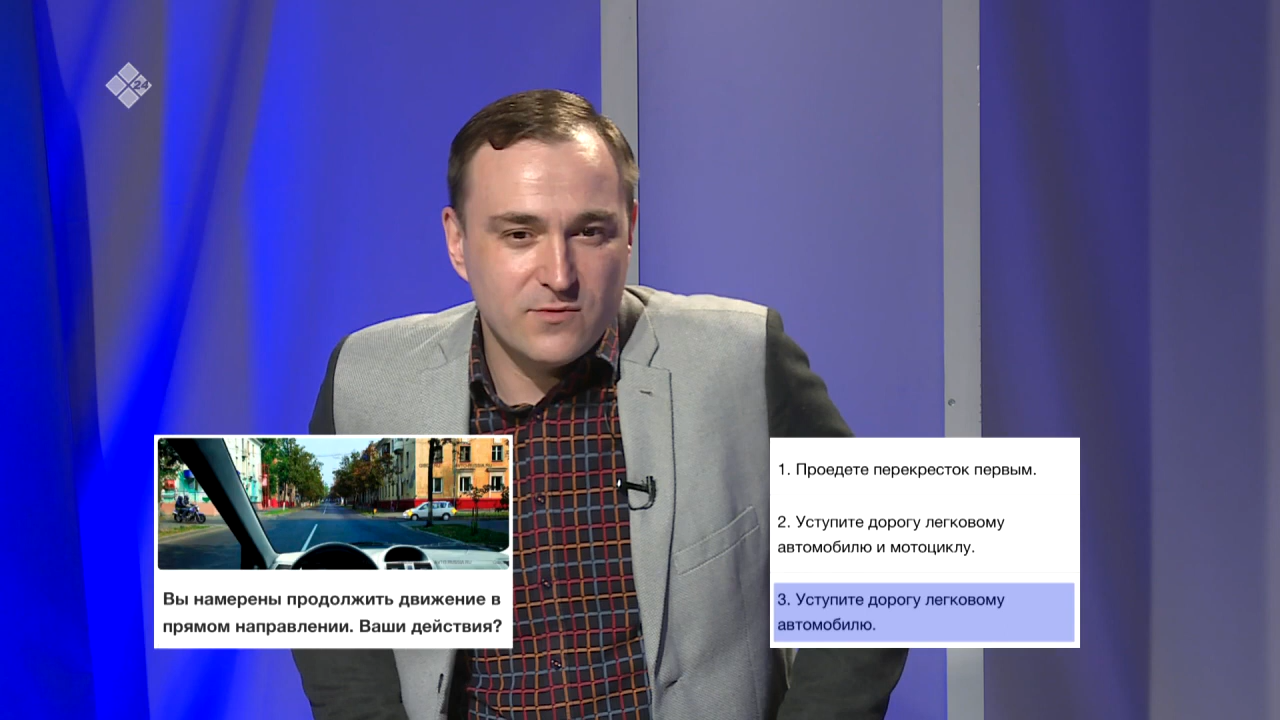 х24
Вы намерены продолжить движение в
прямом направлении. Ваши действия?
1. Проедете перекресток первым.
2. Уступите дорогу легковому
автомобилю и мотоциклу.
3. Уступите дорогу легковому
автомобилю.